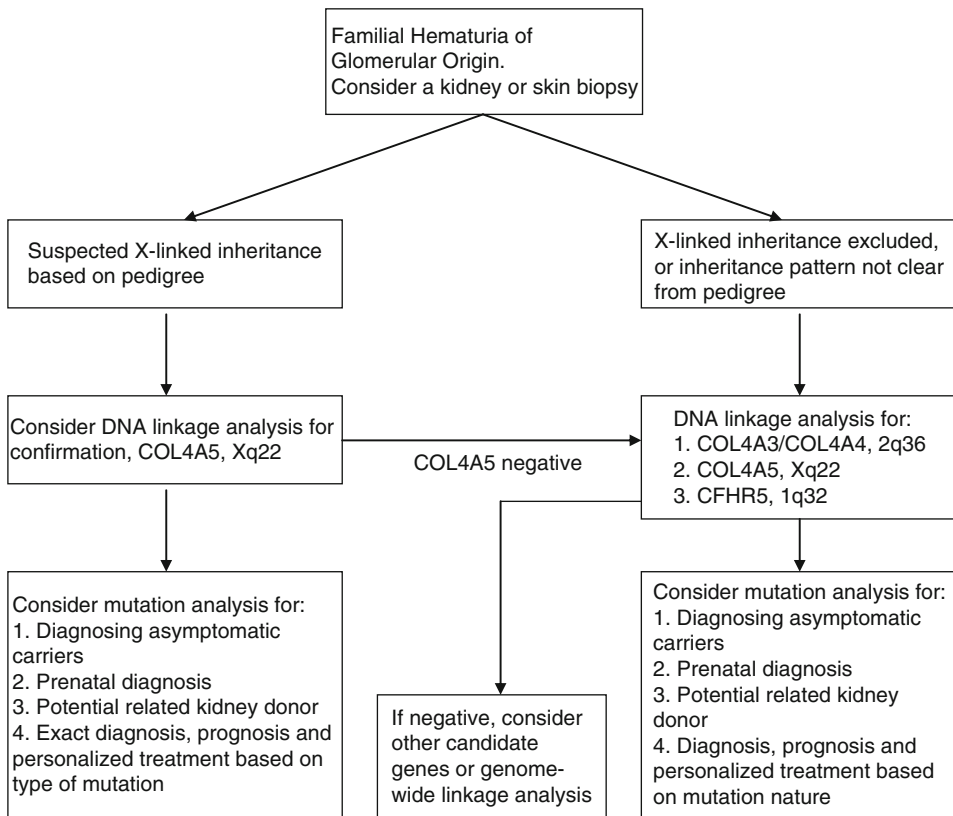 Familial Hematuria of
Glomerular Origin.
Consider a kidney or skin biopsy
Suspected X-linked inheritance
based on pedigree
X-linked inheritance excluded,
or inheritance pattern not clear
from pedigree
Consider DNA linkage analysis for
confirmation, COL4A5, Xq22
COL4A5 negative
DNA linkage analysis for:
1. COL4A3/COL4A4, 2q36
2. COL4A5, Xq22
3. CFHR5, 1q32
Consider mutation analysis for:
1. Diagnosing asymptomatic
carriers
2. Prenatal diagnosis
3. Potential related kidney donor
4. Exact diagnosis, prognosis and
personalized treatment based on
type of mutation
If negative, consider
other candidate
genes or genome-
wide linkage analysis
Consider mutation analysis for:
1. Diagnosing asymptomatic
carriers
2. Prenatal diagnosis
3. Potential related kidney
donor
4. Diagnosis, prognosis and
personalized treatment based
on mutation nature